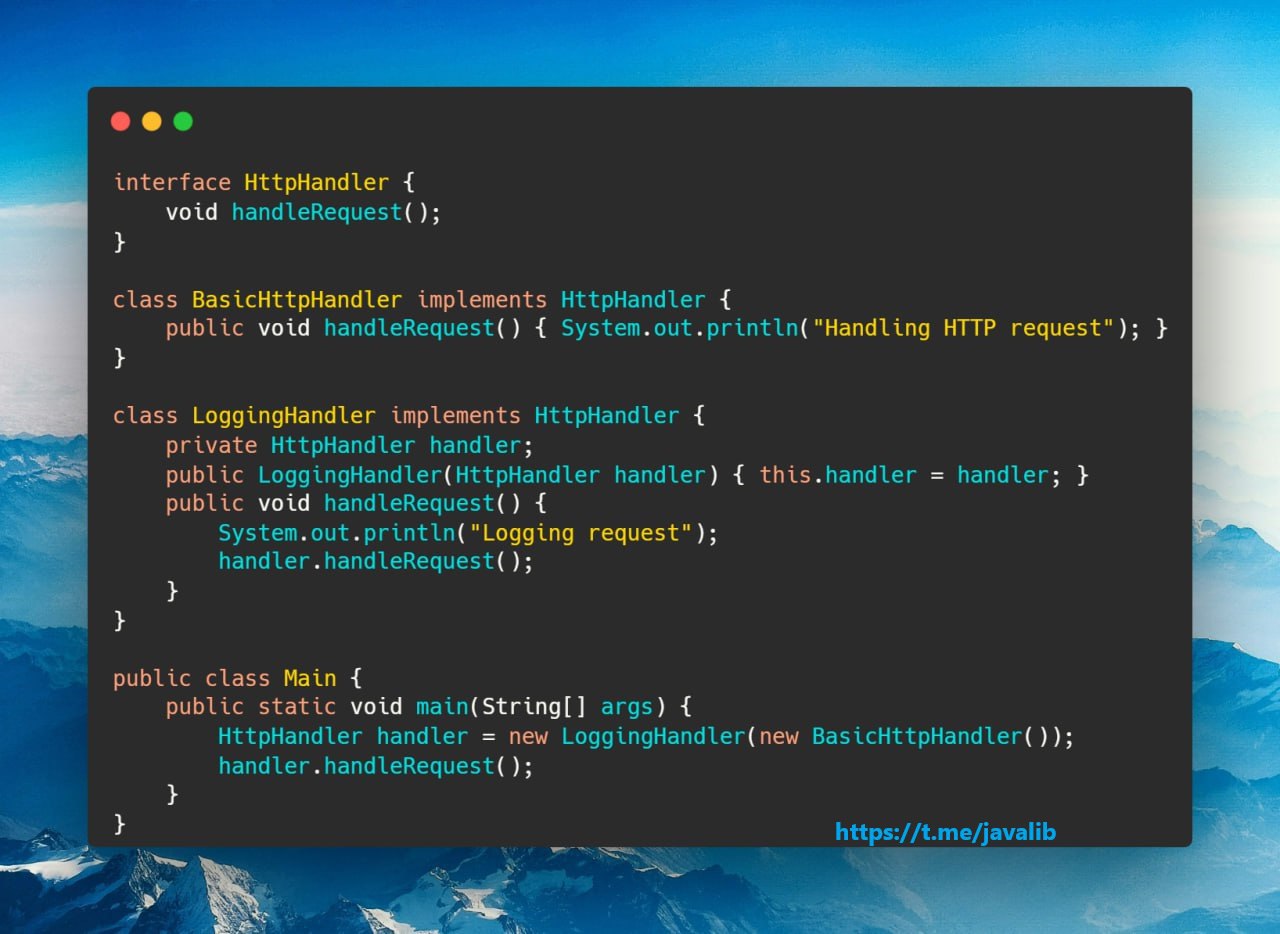 interface HttpHandler {
    void handleRequest();
}

class BasicHttpHandler implements HttpHandler {
    public void handleRequest() { System.out.println("Handling HTTP request"); }
}

class LoggingHandler implements HttpHandler {
    private HttpHandler handler;
    public LoggingHandler(HttpHandler handler) { this.handler = handler; }
    public void handleRequest() {
        System.out.println("Logging request");
        handler.handleRequest();
    }
}

public class Main {
    public static void main(String[] args) {
        HttpHandler handler = new LoggingHandler(new BasicHttpHandler());
        handler.handleRequest();
    }
}
https://t.me/javalib